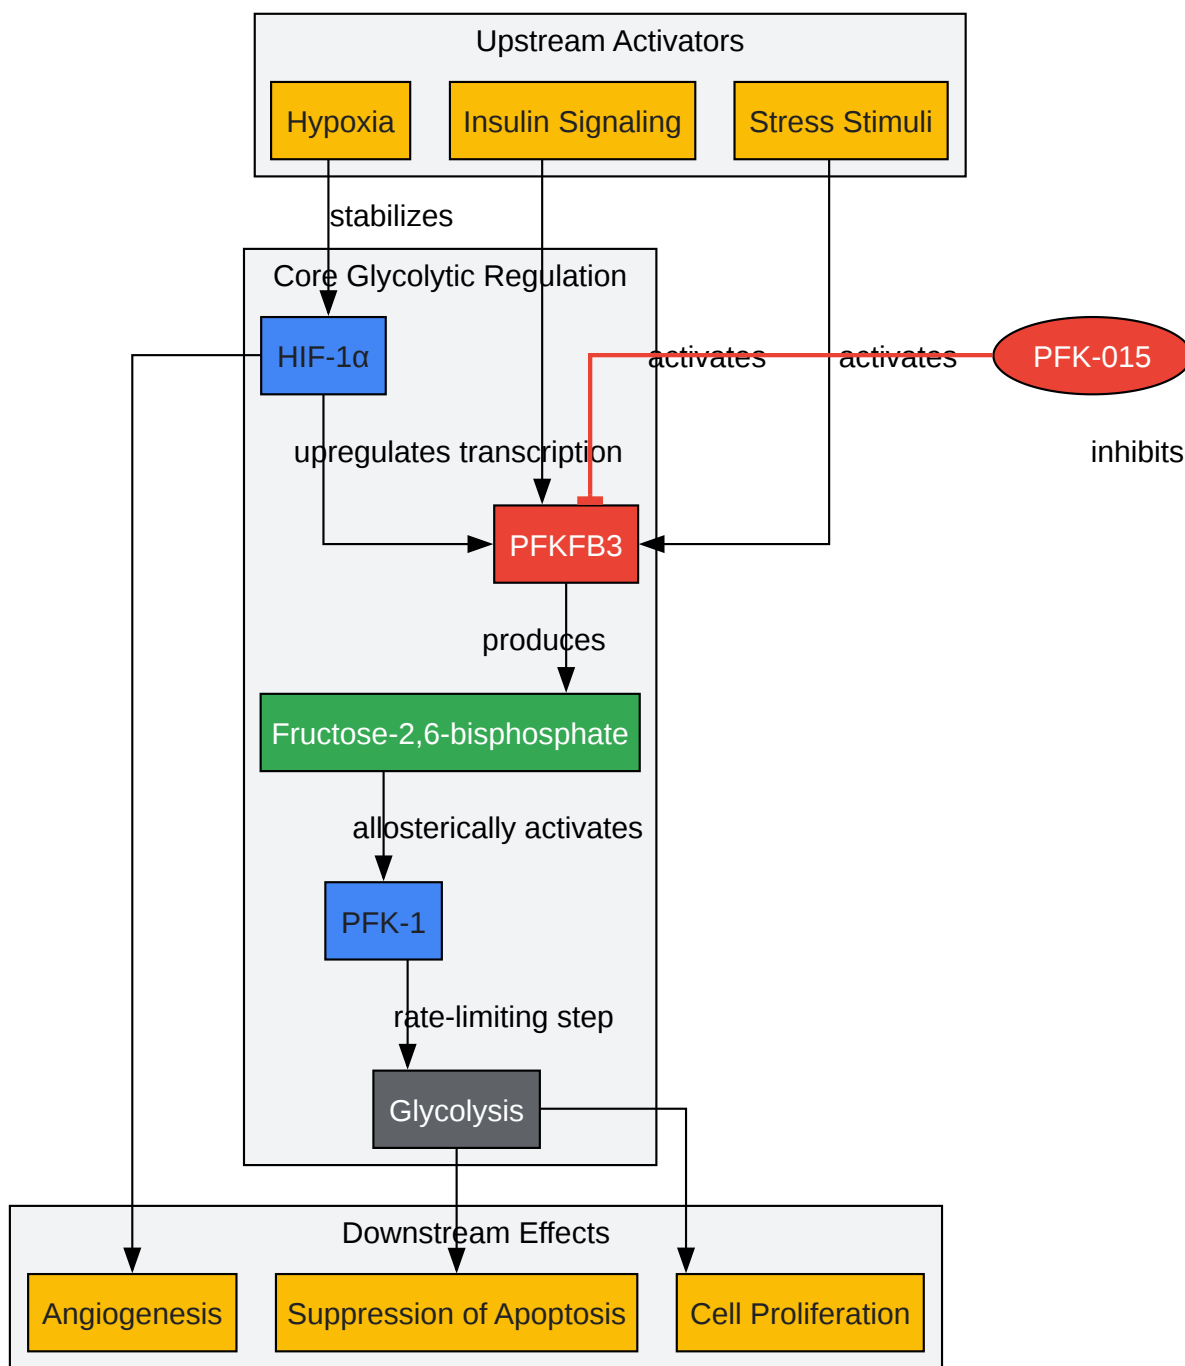 Upstream Activators
Hypoxia
Insulin Signaling
Stress Stimuli
stabilizes
Core Glycolytic Regulation
HIF-1α
activates
activates
PFK-015
upregulates transcription
inhibits
PFKFB3
produces
Fructose-2,6-bisphosphate
allosterically activates
PFK-1
rate-limiting step
Glycolysis
Downstream Effects
Angiogenesis
Suppression of Apoptosis
Cell Proliferation